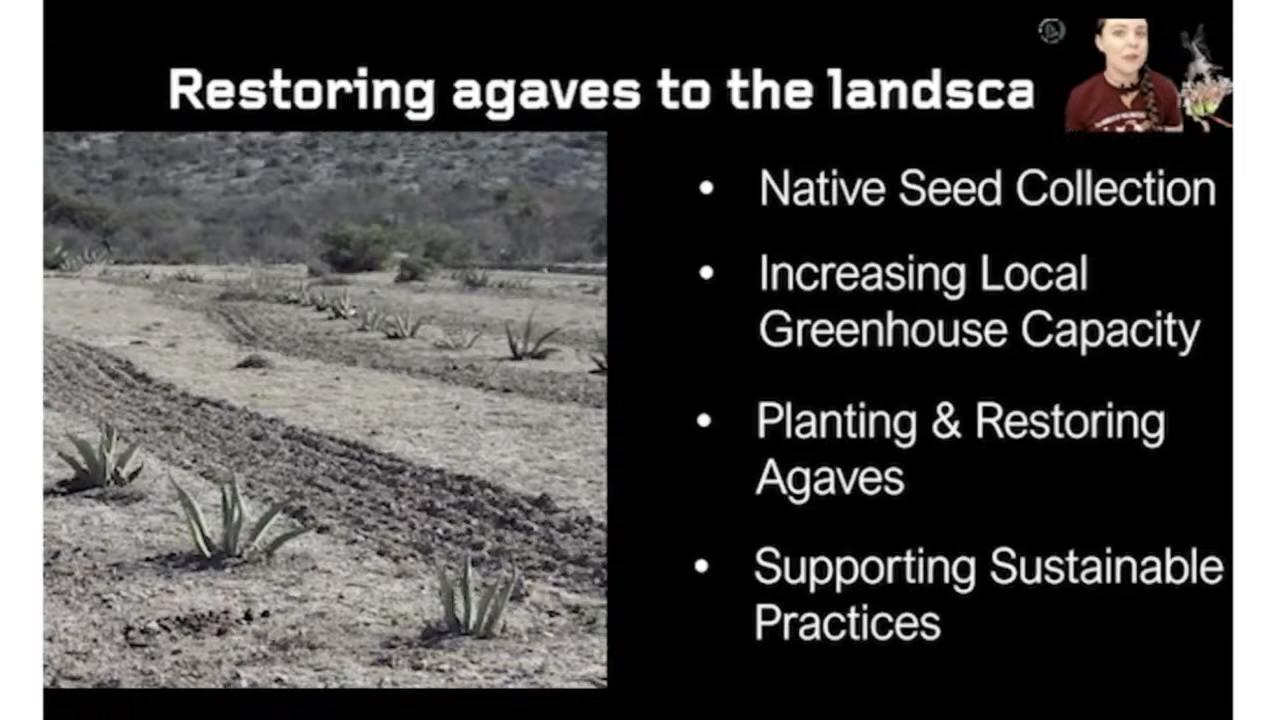 Restoring agaves to the landsca
• Native Seed Collection
• Increasing Local
Greenhouse Capacity
• Planting & Restoring
Agaves
• Supporting Sustainable
Practices